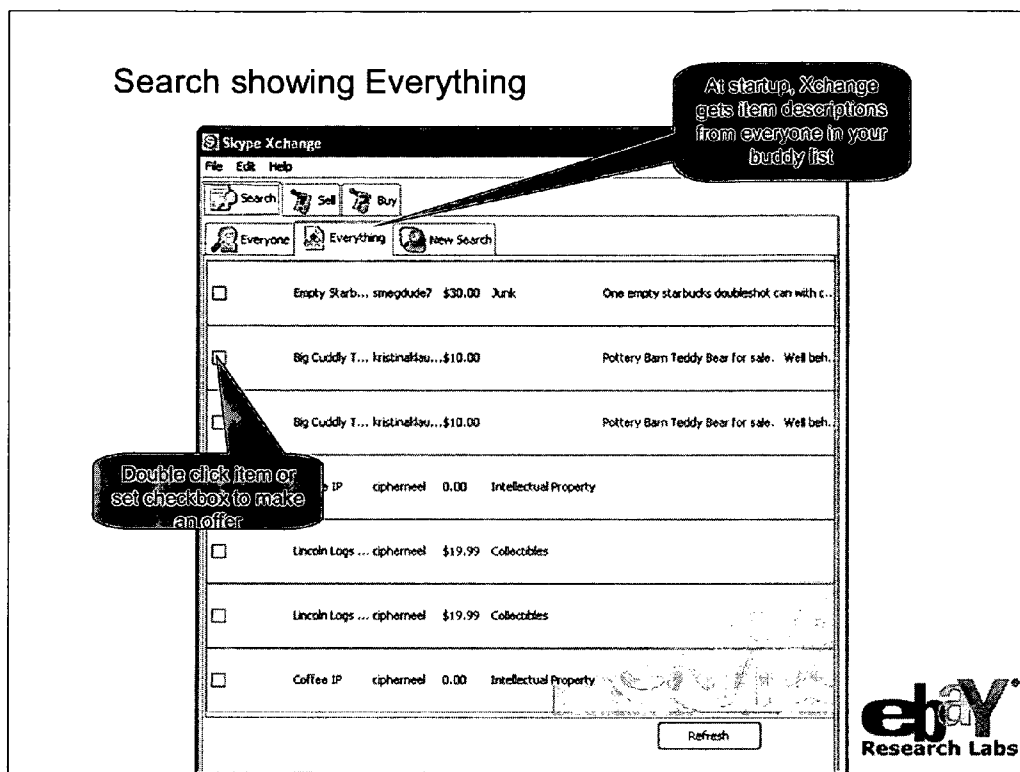 Search showing Everything
At startup, Xchange
gets item descriptions
from everyone in your
buddy list
Skype Xchange
File Edit Help
Search Sell Buy
Everyone Everything New Search
Empty Starb... smegdude7 $30.00 Junk One empty starbucks doubleshot can with c...
Big Cuddly T... kristinaklau...$10.00 Pottery Barn Teddy Bear for sale. Well beh...
Big Cuddly T... kristinaklau...$10.00 Pottery Barn Teddy Bear for sale. Well beh...
Double click item or
set checkbox to make
an offer
IP cipherneel 0.00 Intellectual Property
Lincoln Logs ... cipherneel $19.99 Collectibles
Lincoln Logs ... cipherneel $19.99 Collectibles
Coffee IP cipherneel 0.00 Intellectual Property
Refresh
ebaY®
Research Labs